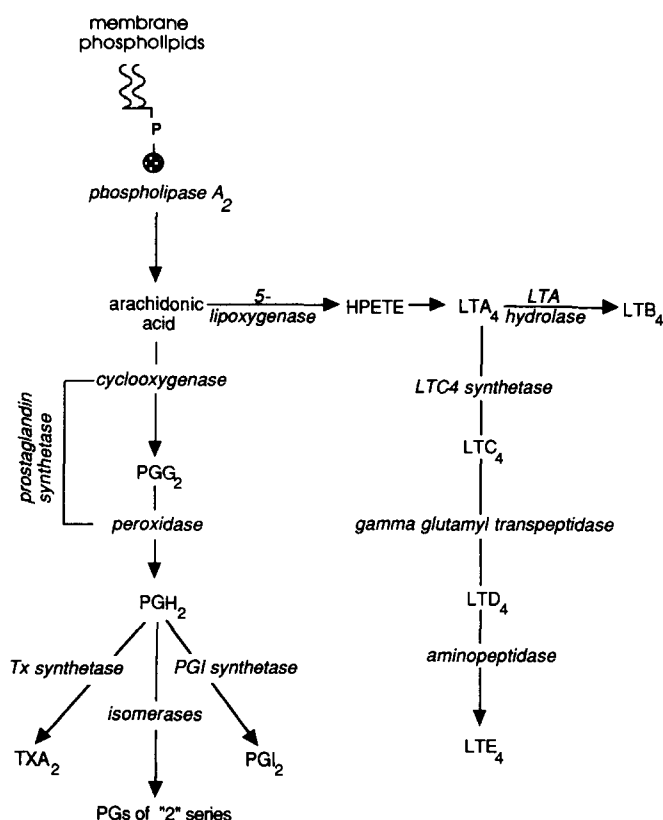 membrane
phospholipids
P
phospholipase A2
arachidonic
acid
5-
lipoxygenase
HPETE
LTA4
LTA
hydrolase
LTB4
cyclooxygenase
prostaglandin
synthetase
PGG2
peroxidase
PGH2
Tx synthetase
PGI synthetase
isomerases
TXA2
PGI2
PGs of "2" series
LTC4 synthetase
LTC4
gamma glutamyl transpeptidase
LTD4
aminopeptidase
LTE4